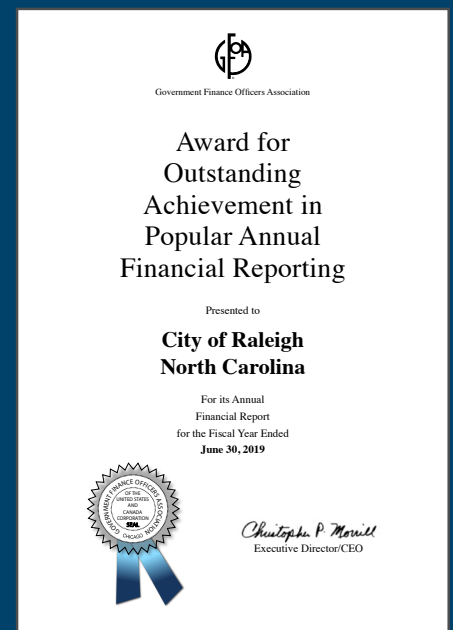 GFOA
Government Finance Officers Association
Award for
Outstanding
Achievement in
Popular Annual
Financial Reporting
Presented to
City of Raleigh
North Carolina
For its Annual
Financial Report
for the Fiscal Year Ended
June 30, 2019
GOVERNMENT FINANCE OFFICERS ASSOCIATION
OF THE
UNITED STATES
AND
CANADA
CORPORATION
SEAL
CHICAGO
Christopher P. Morrill
Executive Director/CEO